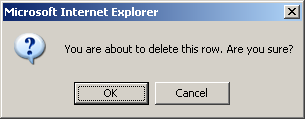 Microsoft Internet Explorer
You are about to delete this row. Are you sure?
OK
Cancel